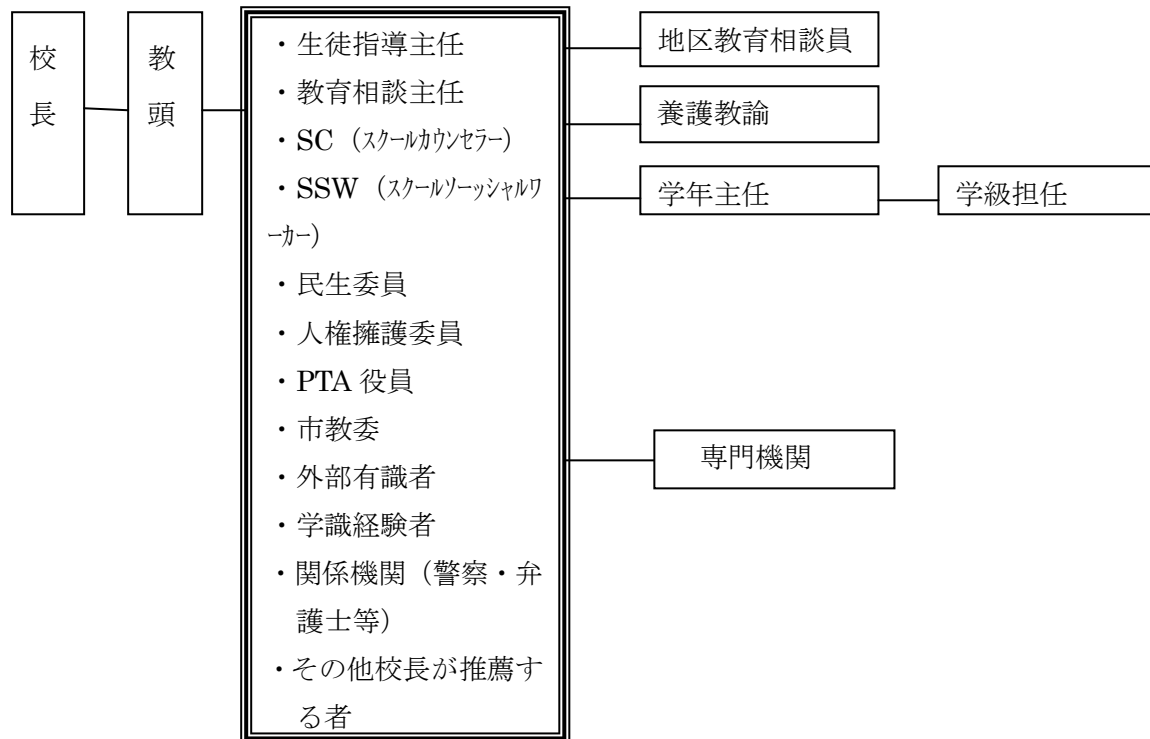 校長
教頭
・生徒指導主任
・教育相談主任
・SC（スクールカウンセラー）
・SSW（スクールソーッシャルワ
ーカー）
・民生委員
・人権擁護委員
・PTA 役員
・市教委
・外部有識者
・学識経験者
・関係機関（警察・弁
護士等）
・その他校長が推薦す
る者
地区教育相談員
養護教諭
学年主任
学級担任
専門機関